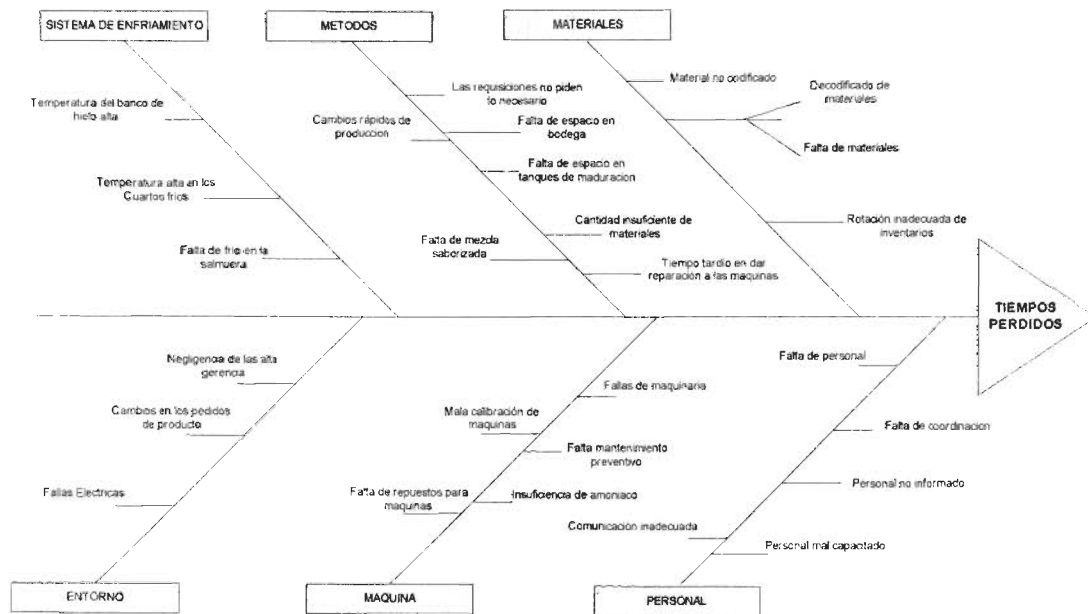 SISTEMA DE ENFRIAMIENTO
METODOS
MATERIALES
Temperatura del banco de
hielo alta
Temperatura alta en los
Cuartos frios
Falta de frio en la
salmuera
Las requisiciones no piden
lo necesario
Cambios rápidos de
produccion
Falta de espacio en
bodega
Falta de espacio en
tanques de maduracion
Cantidad insuficiente de
materiales
Falta de mezcla
saborizada
Tiempo tardio en dar
reparación a las maquinas
Material no codificado
Decodificado de
materiales
Falta de materiales
Rotación inadecuada de
inventarios
TIEMPOS
PERDIDOS
Negligencia de las alta
gerencia
Cambios en los pedidos
de producto
Fallas Electricas
Fallas de maquinaria
Mala calibración de
maquinas
Falta mantenimiento
preventivo
Insuficiencia de amoniaco
Falta de repuestos para
maquinas
Falta de personal
Falta de coordinacion
Personal no informado
Comunicación inadecuada
Personal mal capacitado
ENTORNO
MAQUINA
PERSONAL